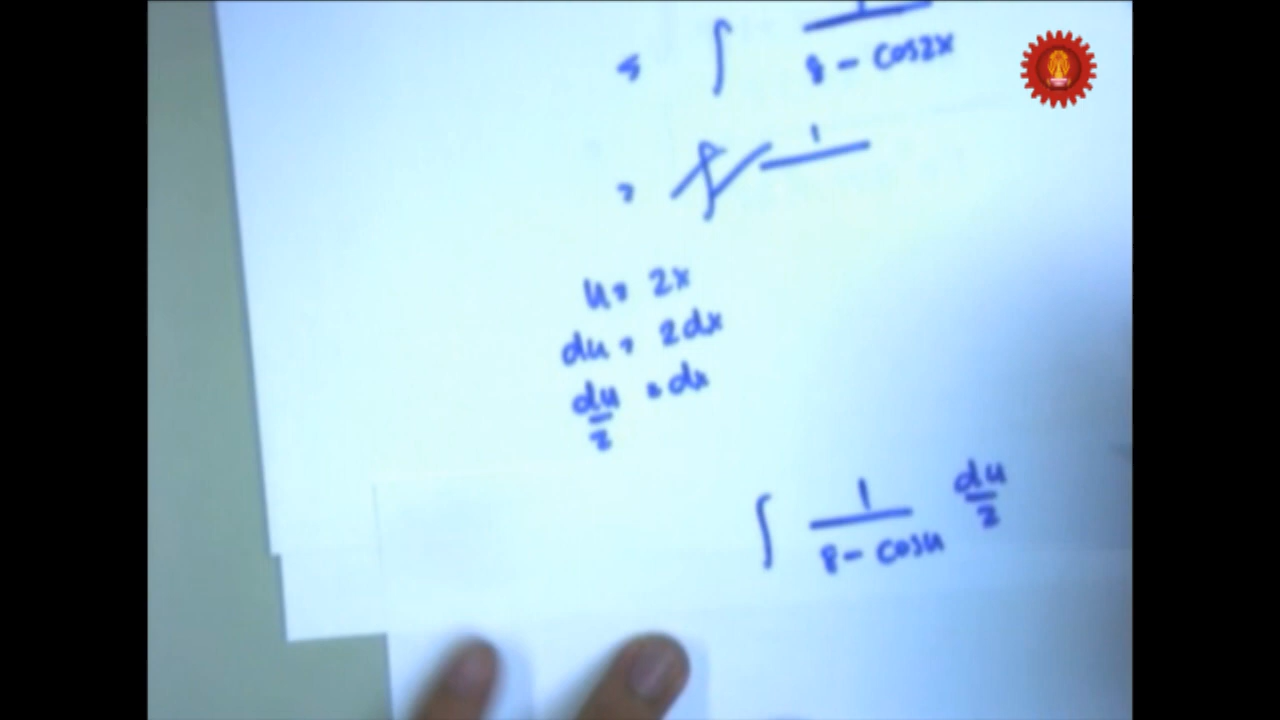 = ∫ 1/(8 - cos2x)
= 1
u = 2x
du = 2dx
du/2 = dx
∫ 1/(8 - cosu) du/2